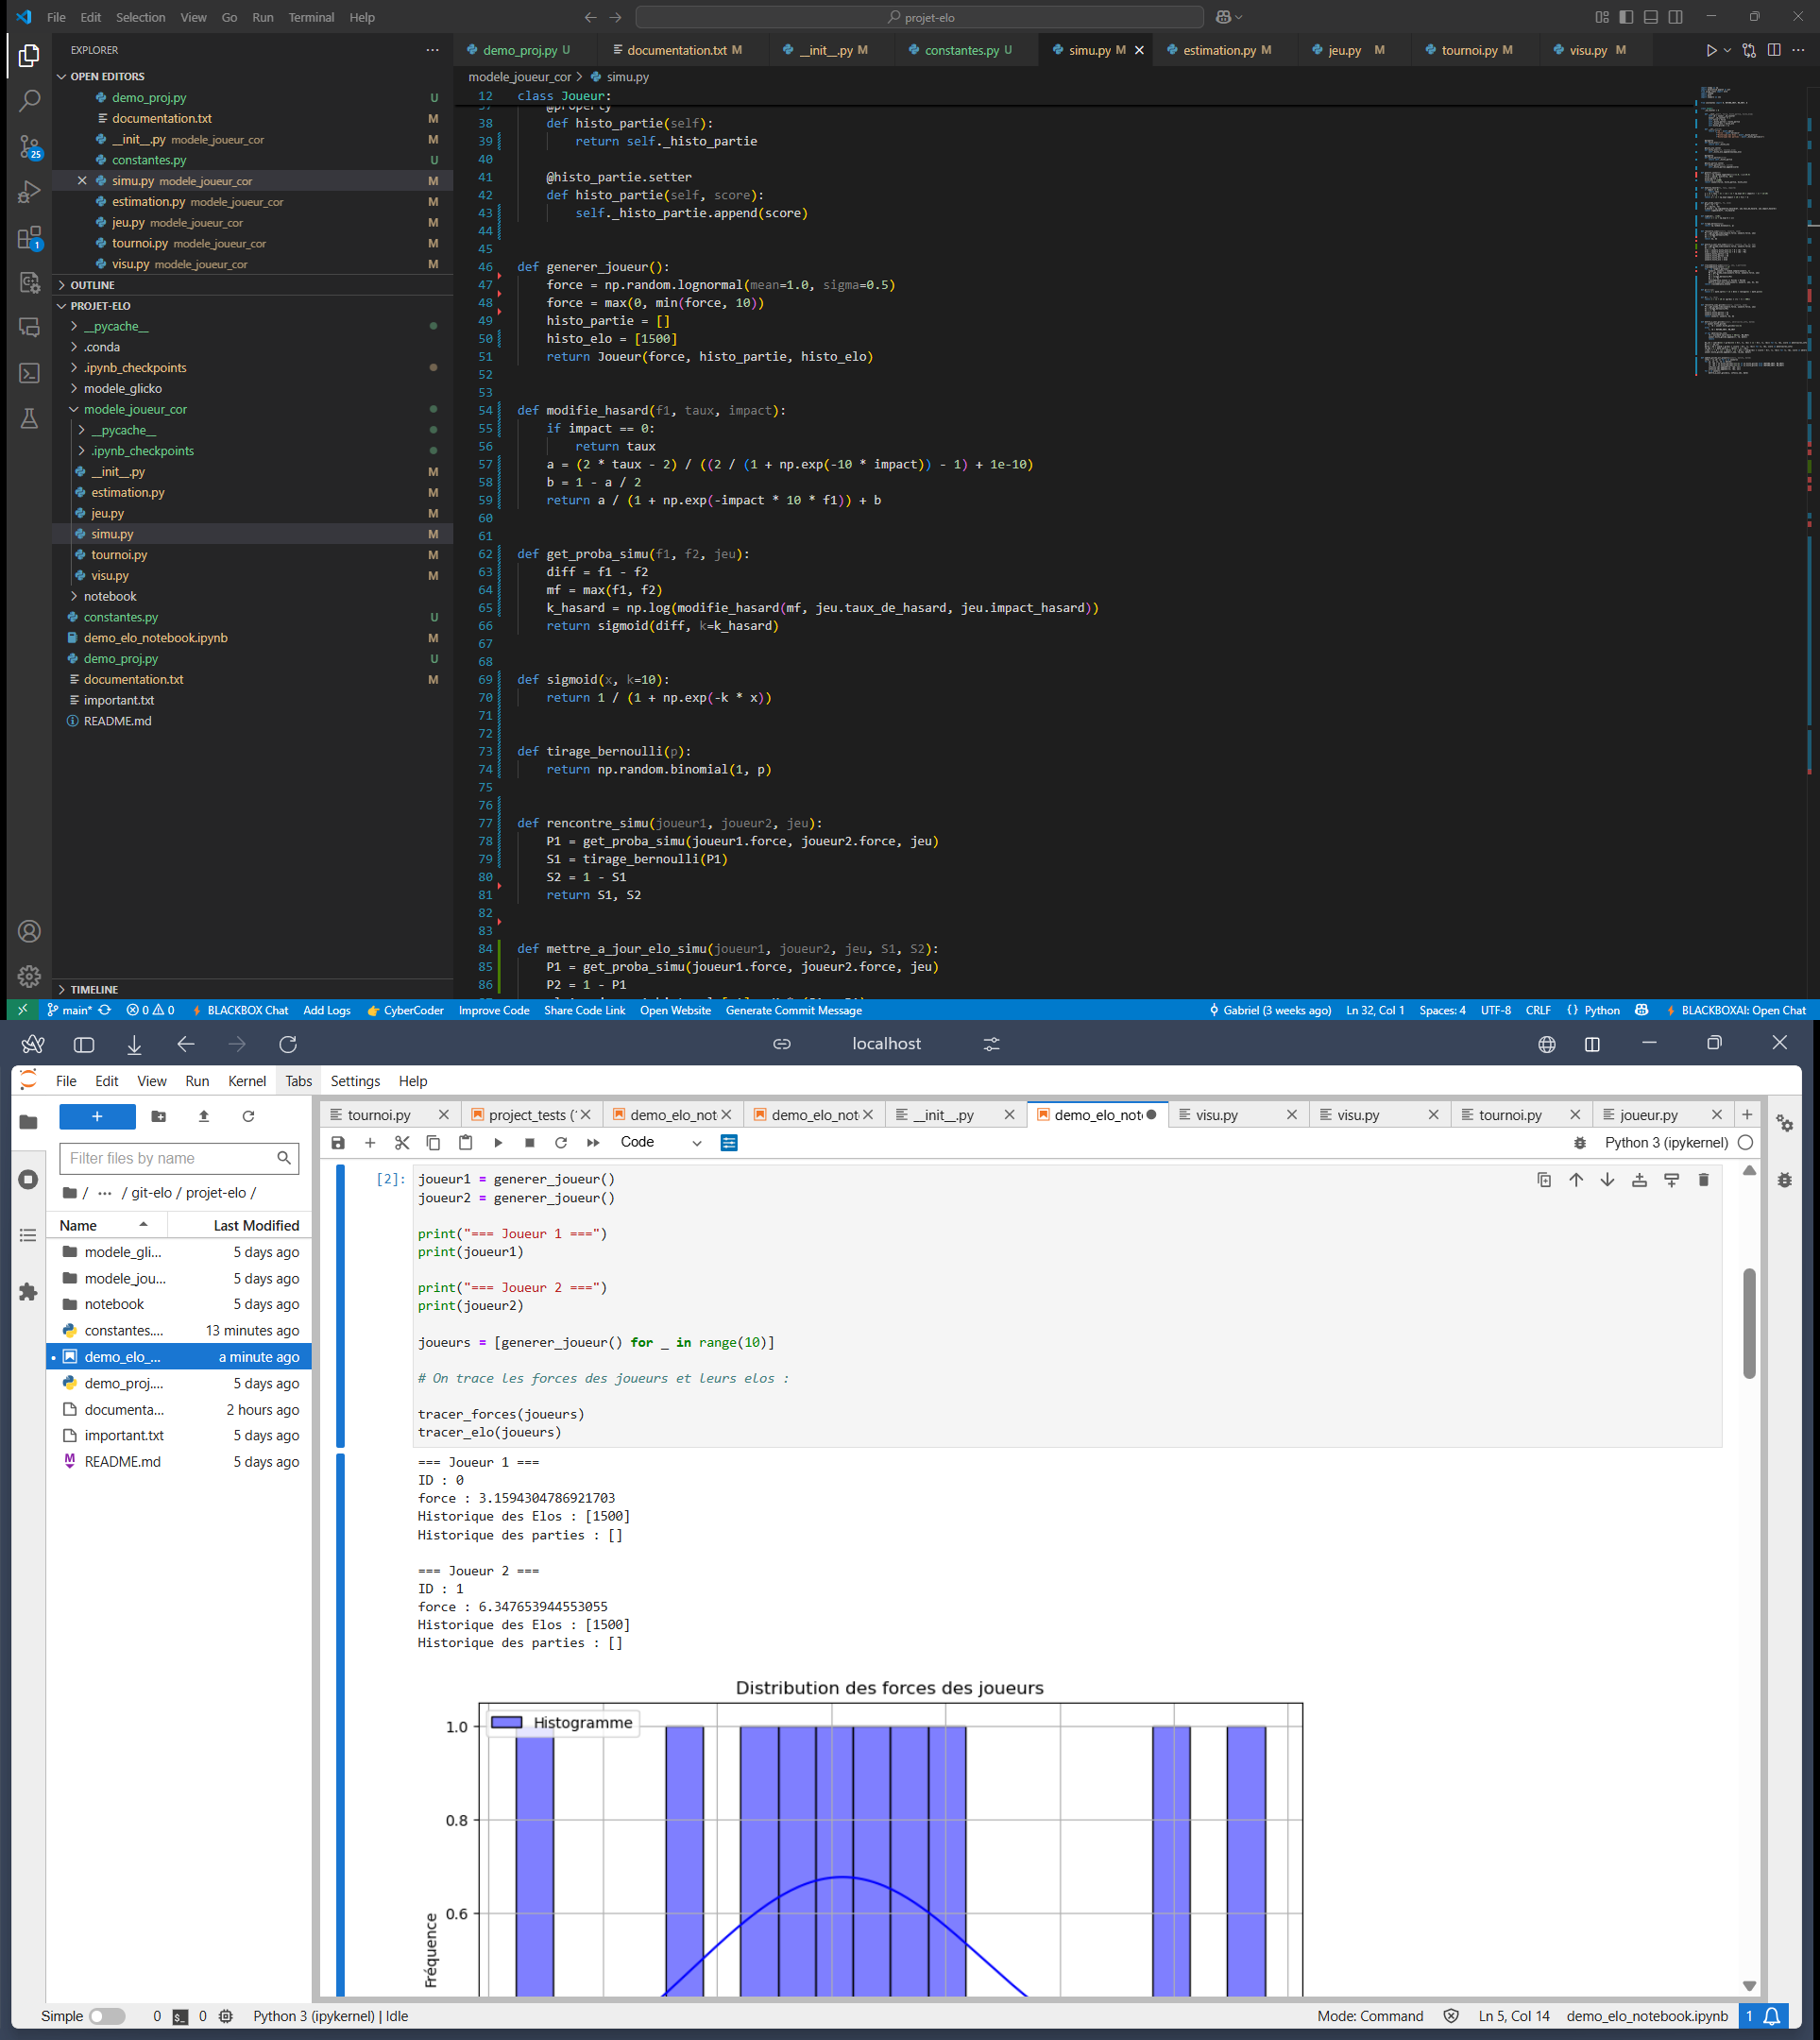 File Edit Selection View Go Run Terminal Help
projet-elo
EXPLORER
OPEN EDITORS
demo_proj.py U
documentation.txt M
__init__.py modele_joueur_cor M
constantes.py U
simu.py modele_joueur_cor M
estimation.py modele_joueur_cor M
jeu.py modele_joueur_cor M
tournoi.py modele_joueur_cor M
visu.py modele_joueur_cor M
OUTLINE
PROJET-ELO
__pycache__
.conda
.ipynb_checkpoints
modele_glicko
modele_joueur_cor
__pycache__
.ipynb_checkpoints
__init__.py M
estimation.py M
jeu.py M
simu.py M
tournoi.py M
visu.py M
notebook
constantes.py U
demo_elo_notebook.ipynb M
demo_proj.py U
documentation.txt M
important.txt
README.md
TIMELINE
25
1
demo_proj.py U documentation.txt M __init__.py M constantes.py U simu.py M estimation.py M jeu.py M tournoi.py M visu.py M
modele_joueur_cor > simu.py
12 class Joueur:
37 @property
38 def histo_partie(self):
39 return self._histo_partie
40
41 @histo_partie.setter
42 def histo_partie(self, score):
43 self._histo_partie.append(score)
44
45
46 def generer_joueur():
47 force = np.random.lognormal(mean=1.0, sigma=0.5)
48 force = max(0, min(force, 10))
49 histo_partie = []
50 histo_elo = [1500]
51 return Joueur(force, histo_partie, histo_elo)
52
53
54 def modifie_hasard(f1, taux, impact):
55 if impact == 0:
56 return taux
57 a = (2 * taux - 2) / ((2 / (1 + np.exp(-10 * impact)) - 1) + 1e-10)
58 b = 1 - a / 2
59 return a / (1 + np.exp(-impact * 10 * f1)) + b
60
61
62 def get_proba_simu(f1, f2, jeu):
63 diff = f1 - f2
64 mf = max(f1, f2)
65 k_hasard = np.log(modifie_hasard(mf, jeu.taux_de_hasard, jeu.impact_hasard))
66 return sigmoid(diff, k=k_hasard)
67
68
69 def sigmoid(x, k=10):
70 return 1 / (1 + np.exp(-k * x))
71
72
73 def tirage_bernoulli(p):
74 return np.random.binomial(1, p)
75
76
77 def rencontre_simu(joueur1, joueur2, jeu):
78 P1 = get_proba_simu(joueur1.force, joueur2.force, jeu)
79 S1 = tirage_bernoulli(P1)
80 S2 = 1 - S1
81 return S1, S2
82
83
84 def mettre_a_jour_elo_simu(joueur1, joueur2, jeu, S1, S2):
85 P1 = get_proba_simu(joueur1.force, joueur2.force, jeu)
86 P2 = 1 - P1
main* 0 0 BLACKBOX Chat Add Logs CyberCoder Improve Code Share Code Link Open Website Generate Commit Message Gabriel (3 weeks ago) Ln 32, Col 1 Spaces: 4 UTF-8 CRLF {} Python BLACKBOXAI: Open Chat
localhost
File Edit View Run Kernel Tabs Settings Help
Filter files by name
/ ··· / git-elo / projet-elo /
Name Last Modified
modele_gli... 5 days ago
modele_jou... 5 days ago
notebook 5 days ago
constantes.... 13 minutes ago
demo_elo_... a minute ago
demo_proj.... 5 days ago
documenta... 2 hours ago
important.txt 5 days ago
README.md 5 days ago
tournoi.py project_tests (' demo_elo_not demo_elo_not __init__.py demo_elo_note visu.py visu.py tournoi.py joueur.py
Code Python 3 (ipykernel)
[2]: joueur1 = generer_joueur()
joueur2 = generer_joueur()
print("=== Joueur 1 ===")
print(joueur1)
print("=== Joueur 2 ===")
print(joueur2)
joueurs = [generer_joueur() for _ in range(10)]
# On trace les forces des joueurs et leurs elos :
tracer_forces(joueurs)
tracer_elo(joueurs)
=== Joueur 1 ===
ID : 0
force : 3.1594304786921703
Historique des Elos : [1500]
Historique des parties : []
=== Joueur 2 ===
ID : 1
force : 6.347653944553055
Historique des Elos : [1500]
Historique des parties : []
Distribution des forces des joueurs
Histogramme
1.0
0.8
0.6
Fréquence
Simple 0 0 Python 3 (ipykernel) | Idle Mode: Command Ln 5, Col 14 demo_elo_notebook.ipynb 1